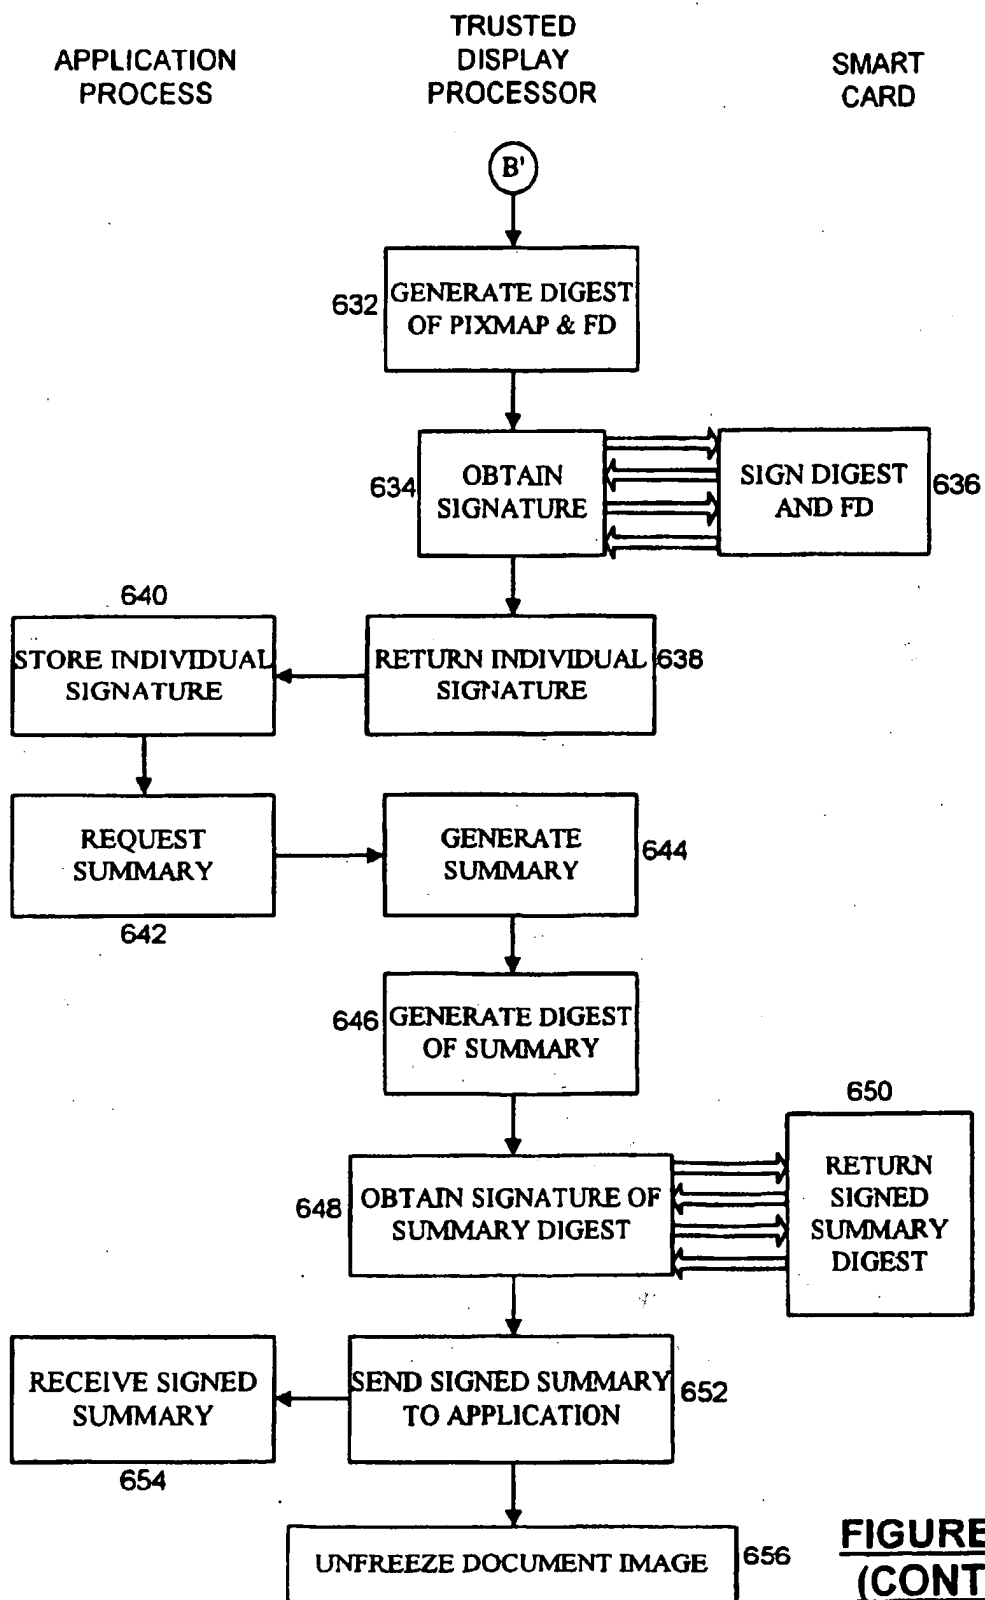 APPLICATION
PROCESS
TRUSTED
DISPLAY
PROCESSOR
SMART
CARD
B'
632
GENERATE DIGEST
OF PIXMAP & FD
634
OBTAIN
SIGNATURE
SIGN DIGEST
AND FD
636
640
STORE INDIVIDUAL
SIGNATURE
RETURN INDIVIDUAL
SIGNATURE
638
REQUEST
SUMMARY
642
GENERATE
SUMMARY
644
646
GENERATE DIGEST
OF SUMMARY
648
OBTAIN SIGNATURE OF
SUMMARY DIGEST
650
RETURN
SIGNED
SUMMARY
DIGEST
RECEIVE SIGNED
SUMMARY
654
SEND SIGNED SUMMARY
TO APPLICATION
652
UNFREEZE DOCUMENT IMAGE
656
FIGURE
(CONT